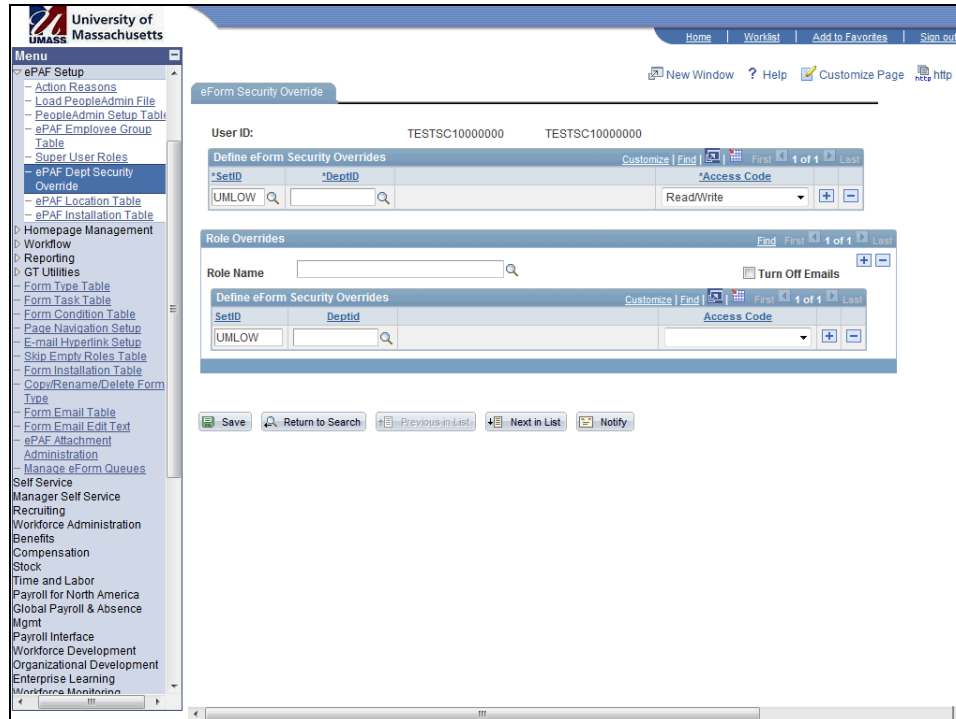 University of
Massachusetts
UMASS
Home | Worklist | Add to Favorites | Sign out
Menu
ePAF Setup
– Action Reasons
– Load PeopleAdmin File
– PeopleAdmin Setup Table
– ePAF Employee Group
Table
– Super User Roles
– ePAF Dept Security
Override
– ePAF Location Table
– ePAF Installation Table
Homepage Management
Workflow
Reporting
GT Utilities
– Form Type Table
– Form Task Table
– Form Condition Table
– Page Navigation Setup
– E-mail Hyperlink Setup
– Skip Empty Roles Table
– Form Installation Table
– Copy/Rename/Delete Form
Type
– Form Email Table
– Form Email Edit Text
– ePAF Attachment
Administration
– Manage eForm Queues
Self Service
Manager Self Service
Recruiting
Workforce Administration
Benefits
Compensation
Stock
Time and Labor
Payroll for North America
Global Payroll & Absence
Mgmt
Payroll Interface
Workforce Development
Organizational Development
Enterprise Learning
Workforce Monitoring
New Window ? Help Customize Page http
eForm Security Override
User ID: TESTSC10000000 TESTSC10000000
Define eForm Security Overrides Customize | Find | First 1 of 1 Last
*SetID *DeptID *Access Code
UMLOW Read/Write
Role Overrides Find First 1 of 1 Last
Role Name Turn Off Emails
Define eForm Security Overrides Customize | Find | First 1 of 1 Last
SetID Deptid Access Code
UMLOW
Save Return to Search Previous in List Next in List Notify